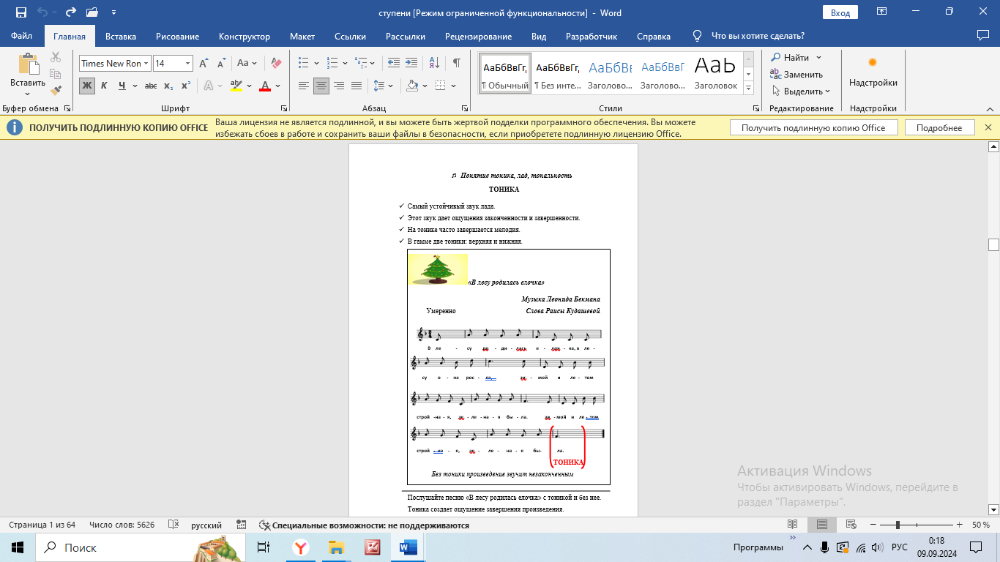 ступени [Режим ограниченной функциональности] - Word
Вход
Файл Главная Вставка Рисование Конструктор Макет Ссылки Рассылки Рецензирование Вид Разработчик Справка Что вы хотите сделать?
Вставить
Буфер обмена
Times New Ron 14 Aa
Ж К Ч abc x₂ x²
Шрифт
Абзац
АаБбВвГг, АаБбВвГг, АаБбВв АаБбВвГ АаЬ
¶ Обычный ¶ Без инте... Заголово... Заголово... Заголовок
Стили
Найти
Заменить
Выделить
Редактирование
Настройки
Настройки
ПОЛУЧИТЬ ПОДЛИННУЮ КОПИЮ OFFICE
Ваша лицензия не является подлинной, и вы можете быть жертвой подделки программного обеспечения. Вы можете
избежать сбоев в работе и сохранить ваши файлы в безопасности, если приобретете подлинную лицензию Office.
Получить подлинную копию Office Подробнее
♫ Понятие тоника, лад, тональность
ТОНИКА
✓ Самый устойчивый звук лада.
✓ Этот звук дает ощущения законченности и завершенности.
✓ На тонике часто завершается мелодия.
✓ В гамме две тоники: верхняя и нижняя.
«В лесу родилась елочка»
Музыка Леонида Бекмана
Умеренно Слова Раисы Кудашевой
В ле - су ро - ди - лась е - лоч - ка, в ле -
су о - на рос - ла, зи - мой и ле - том
строй -на - я, зе - ле - на - я бы - ла. зи - мой и ле - том
строй - на - я, зе - ле - на - я бы- ла.
ТОНИКА
Без тоники произведение звучит незаконченным
Послушайте песню «В лесу родилась елочка» с тоникой и без нее.
Тоника создает ощущение завершения произведения.
Активация Windows
Чтобы активировать Windows, перейдите в
раздел "Параметры".
Страница 1 из 64 Число слов: 5626 русский Специальные возможности: не поддерживаются 50 %
Поиск
Программы
РУС
0:18
09.09.2024